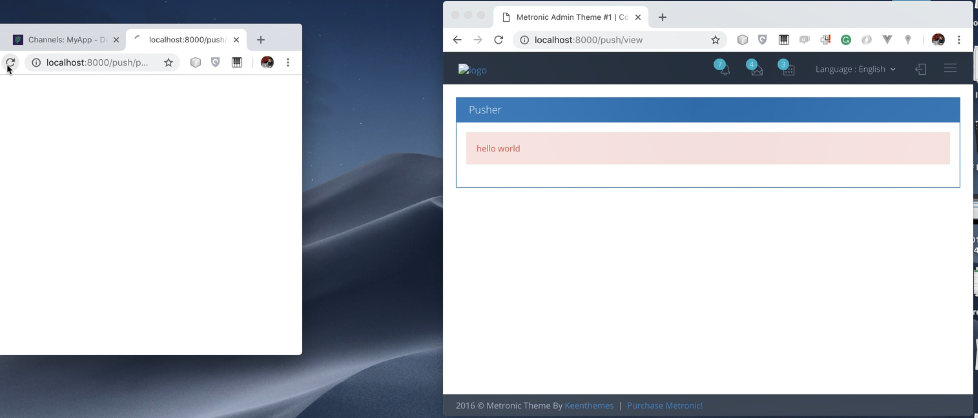 Channels: MyApp - D
localhost:8000/push/
localhost:8000/push/p...
Metronic Admin Theme #1 | Co
localhost:8000/push/view
logo
7
4
3
Language : English
Pusher
hello world
2016 © Metronic Theme By Keenthemes | Purchase Metronic!